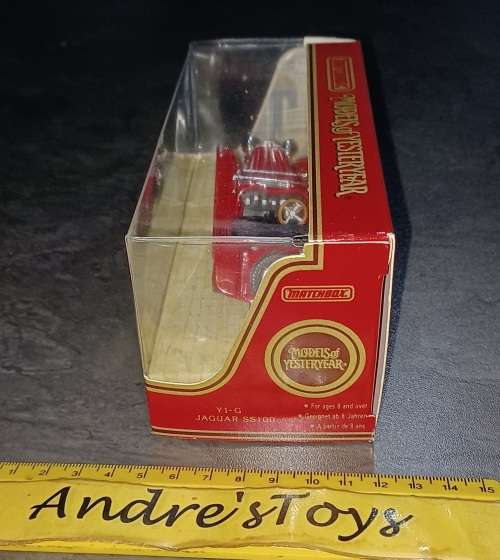 MATCHBOX
MODELS of YESTERYEAR
MATCHBOX
MODELS of
YESTERYEAR
Y1-G
JAGUAR SS100
• For ages 8 and over
• Geeignet ab 8 Jahren
• A partir de 8 ans
1 2 3 4 5 6 7 8 9 10 11 12 13 14 15
Andre'sToys